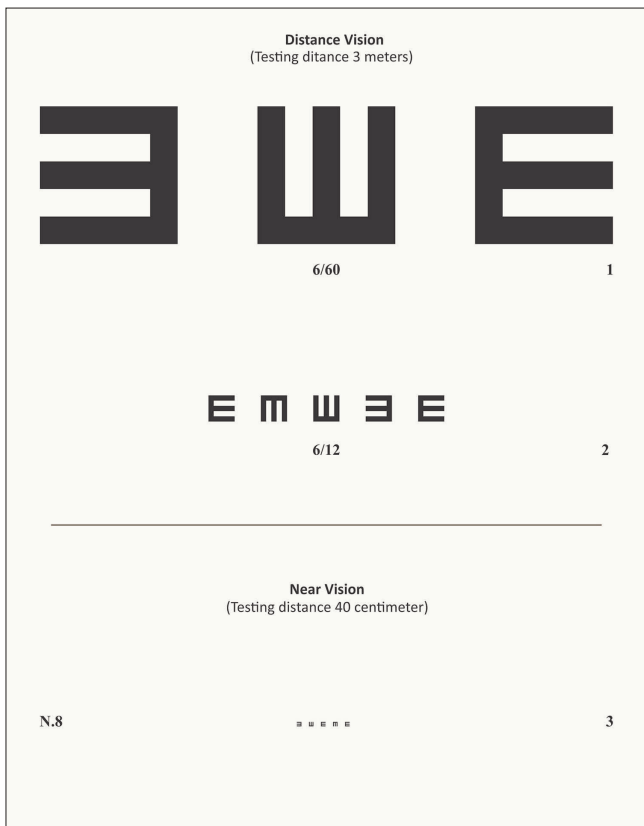 Distance Vision
(Testing ditance 3 meters)
Ǝ Ш E
6/60 1
E m Ш Ǝ E
6/12 2
Near Vision
(Testing distance 40 centimeter)
N.8 Ǝ Ш E m E 3